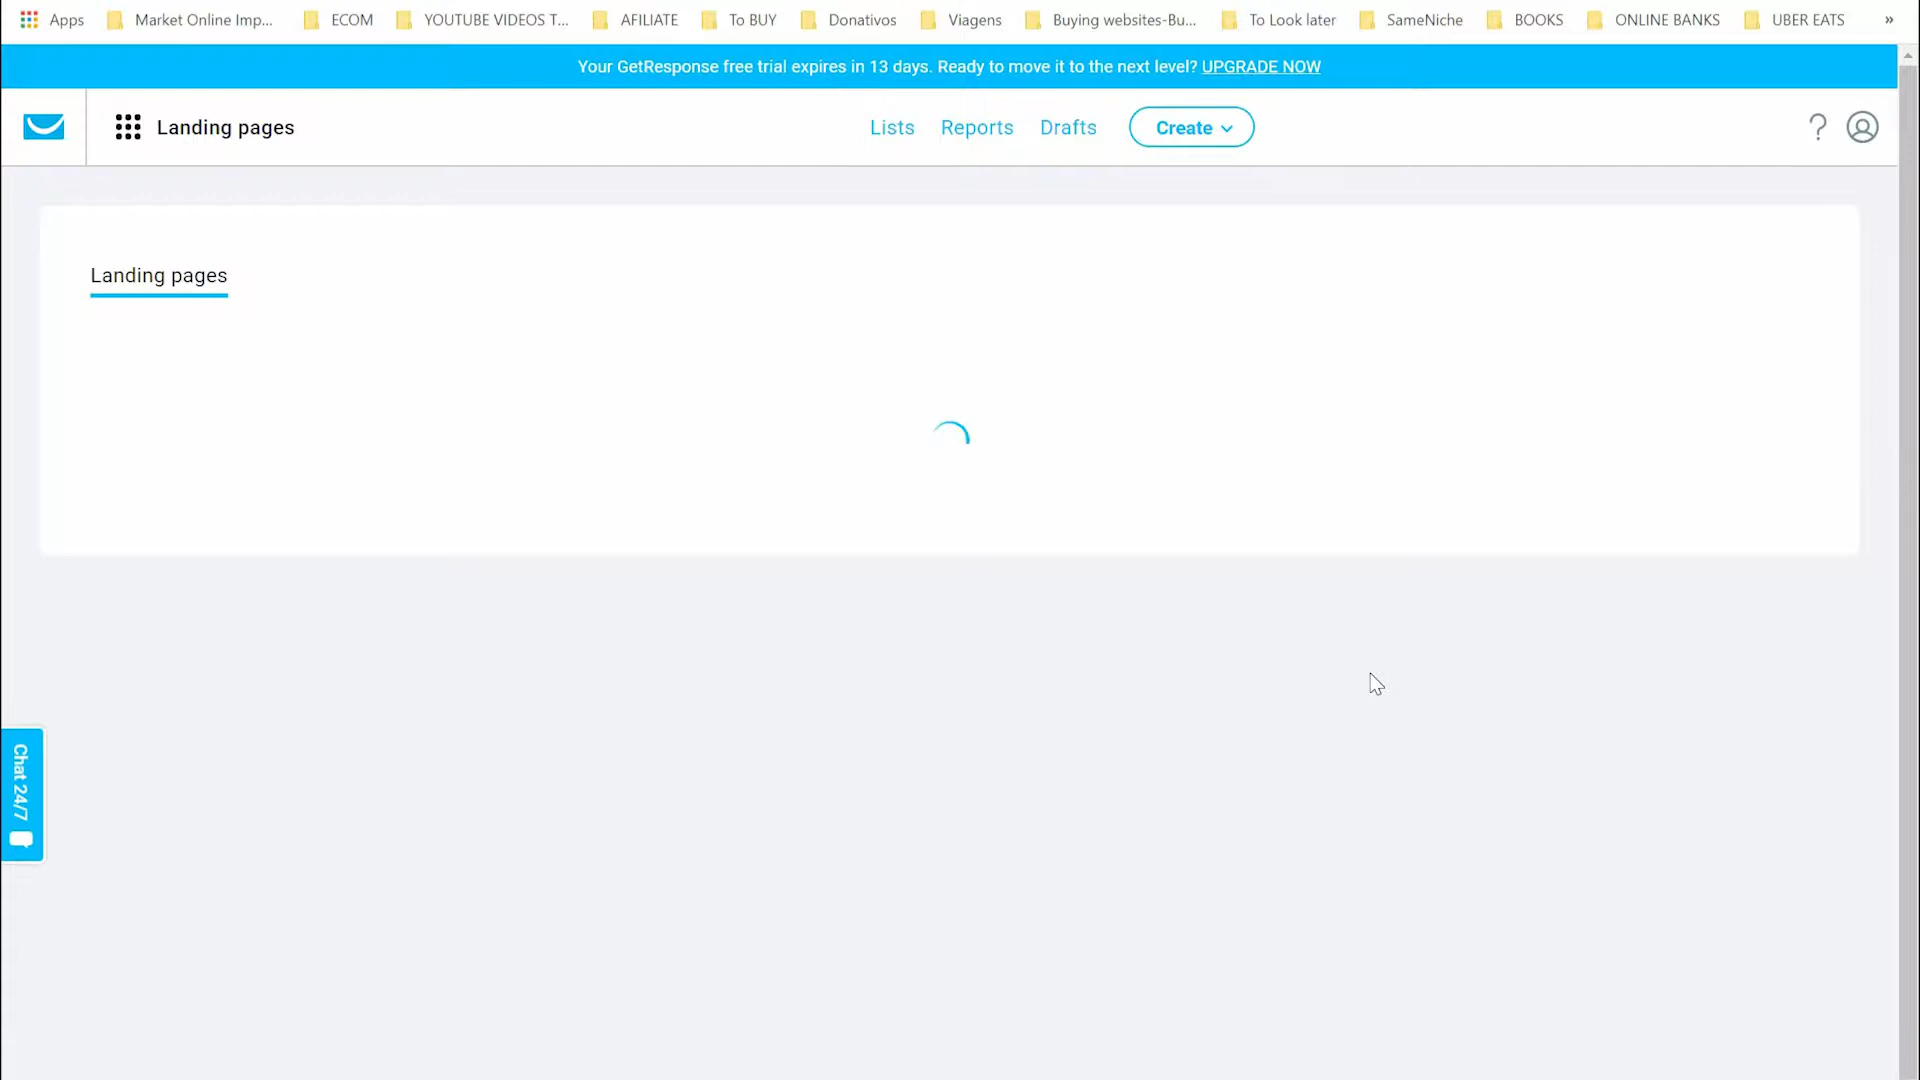 Apps Market Online Imp... ECOM YOUTUBE VIDEOS T... AFILIATE To BUY Donativos Viagens Buying websites-Bu... To Look later SameNiche BOOKS ONLINE BANKS UBER EATS »
Your GetResponse free trial expires in 13 days. Ready to move it to the next level? UPGRADE NOW
Landing pages Lists Reports Drafts Create ?
Landing pages
Chat 24/7